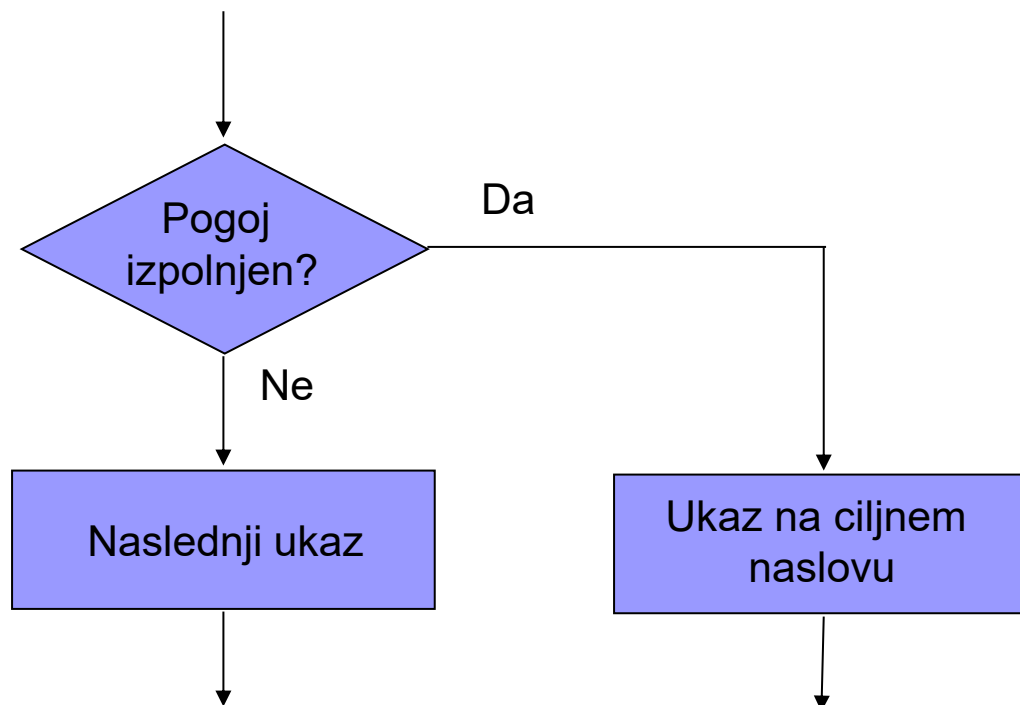 Pogoj
izpolnjen?
Da
Ne
Naslednji ukaz
Ukaz na ciljnem
naslovu